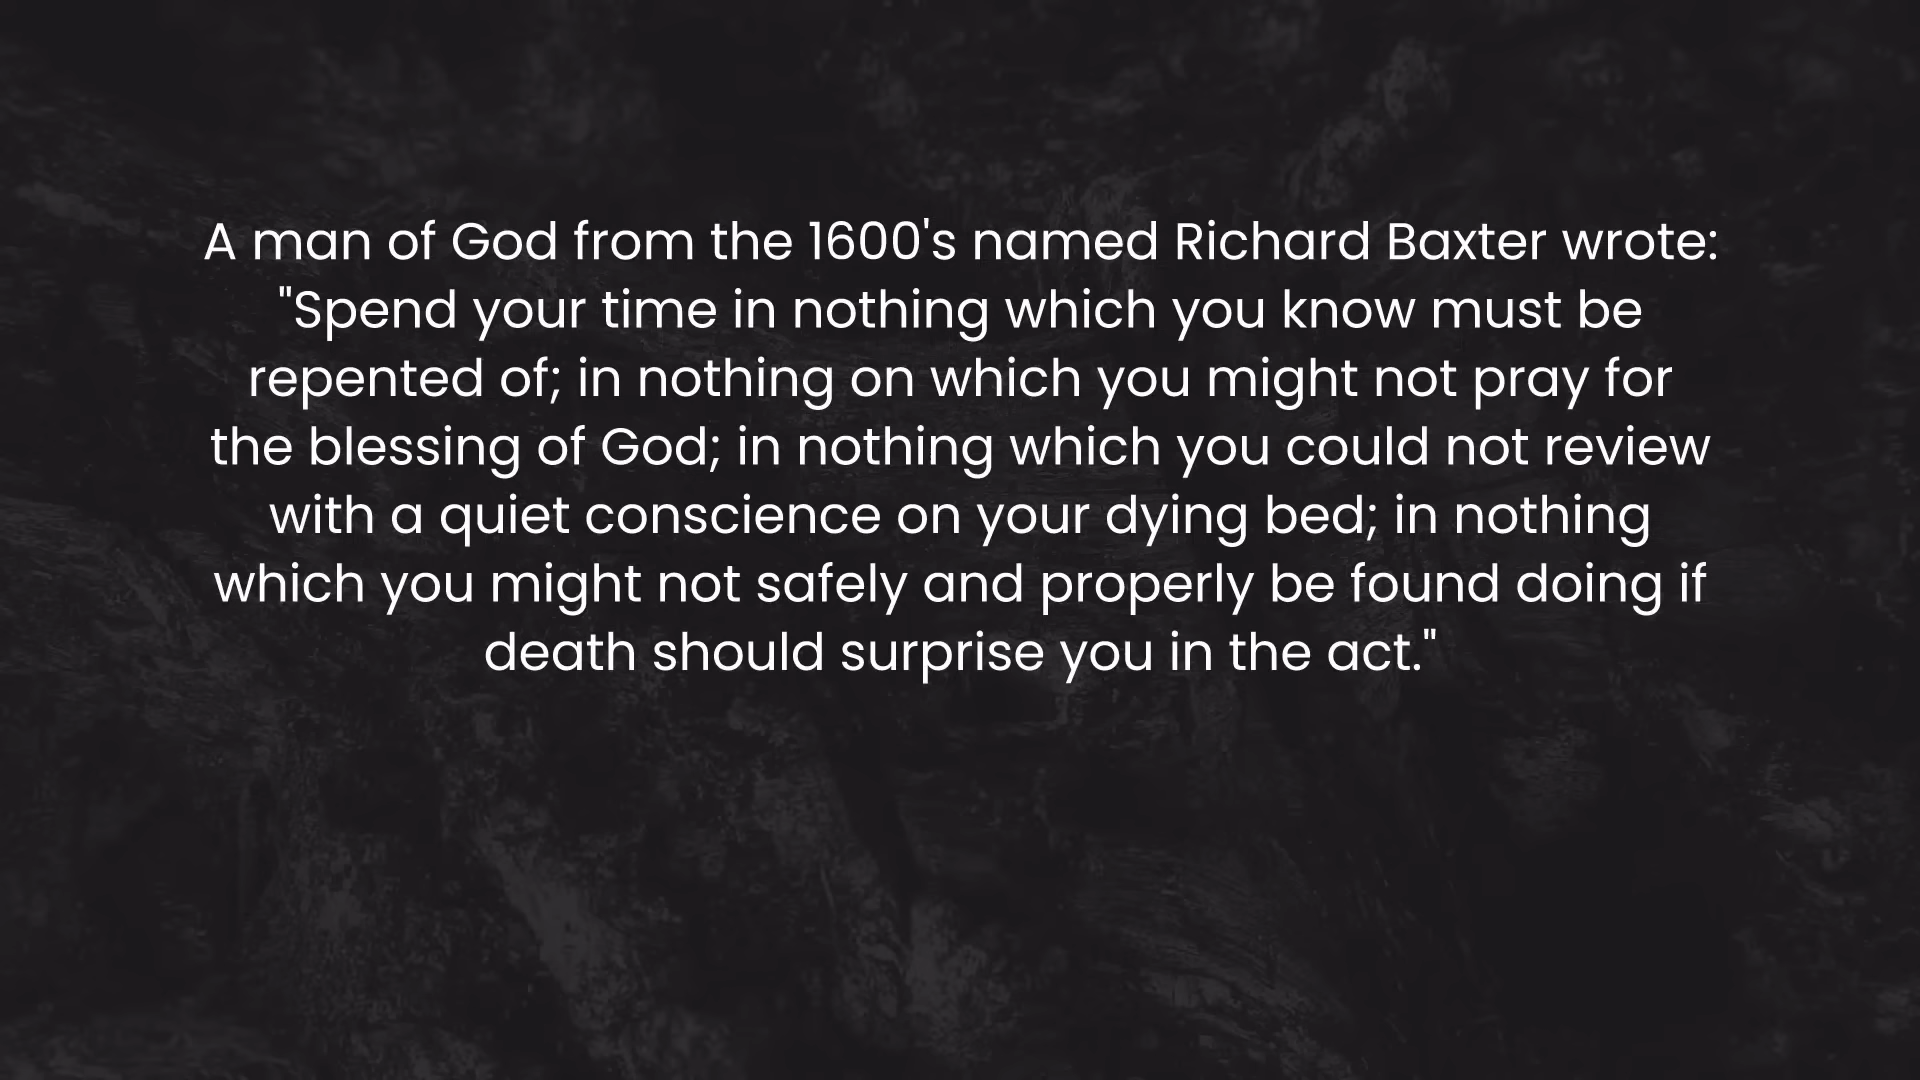 A man of God from the 1600's named Richard Baxter wrote:
"Spend your time in nothing which you know must be
repented of; in nothing on which you might not pray for
the blessing of God; in nothing which you could not review
with a quiet conscience on your dying bed; in nothing
which you might not safely and properly be found doing if
death should surprise you in the act."